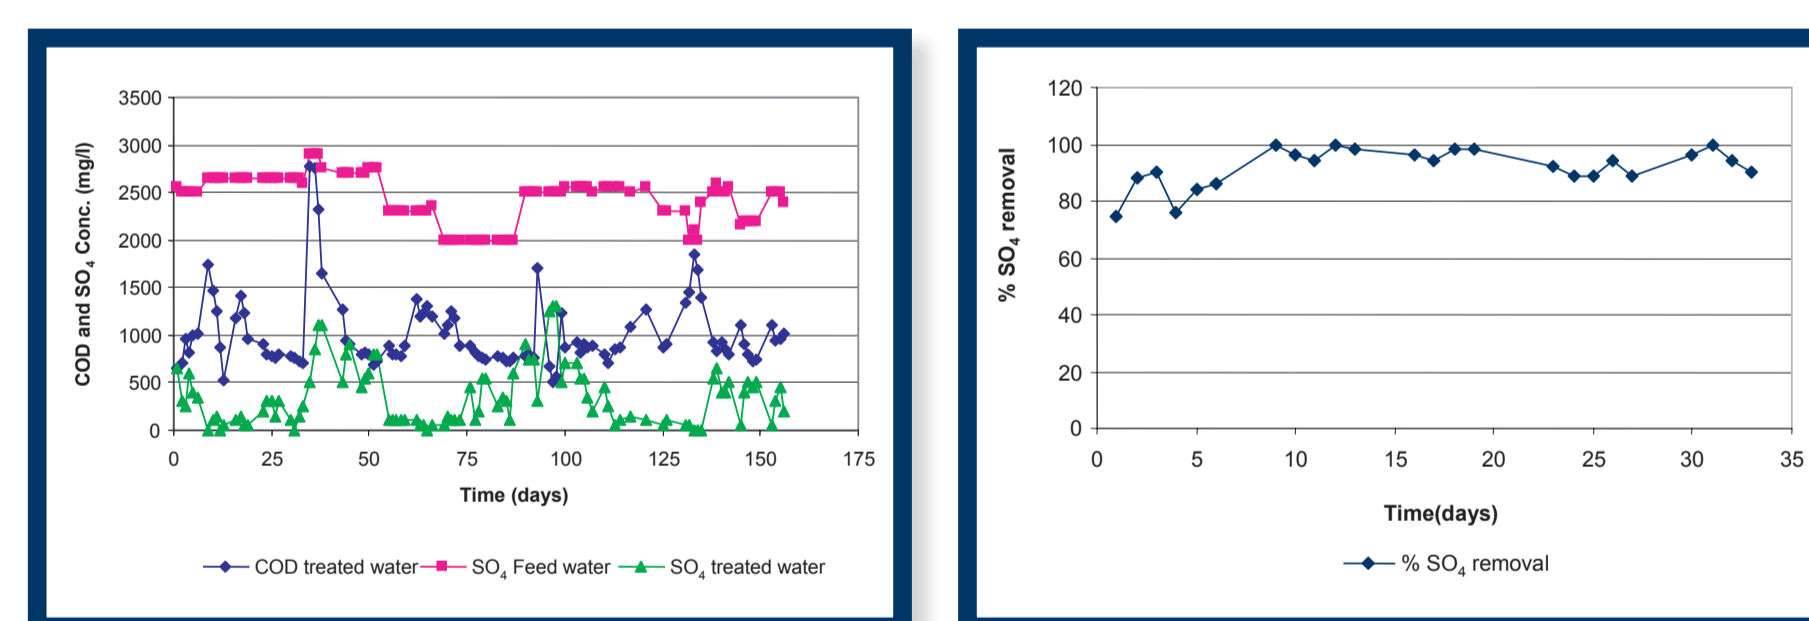 3500
3000
2500
2000
1500
1000
500
0
COD and SO₄ Conc. (mg/l)
0 25 50 75 100 125 150 175
Time (days)
COD treated water SO₄ Feed water SO₄ treated water
120
100
80
60
40
20
0
% SO₄ removal
0 5 10 15 20 25 30 35
Time(days)
% SO₄ removal